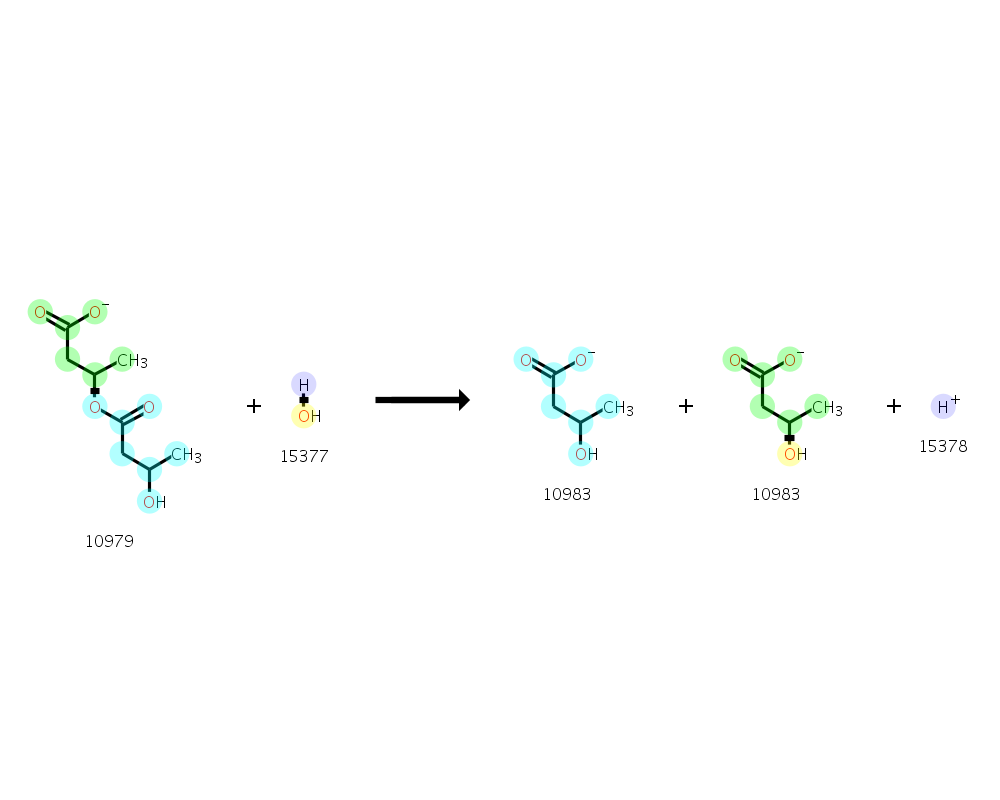 O O−
CH3
O O
CH3
OH
10979
+
H
OH
15377
O O−
CH3
OH
10983
+
O O−
CH3
OH
10983
+
H+
15378